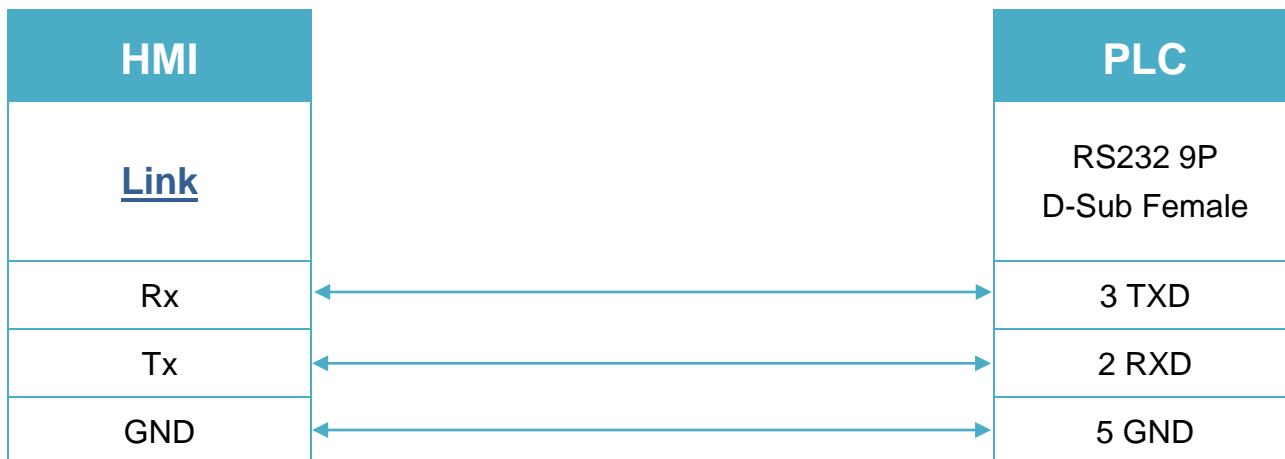 HMI
PLC
Link
RS232 9P
D-Sub Female
Rx
3 TXD
Tx
2 RXD
GND
5 GND